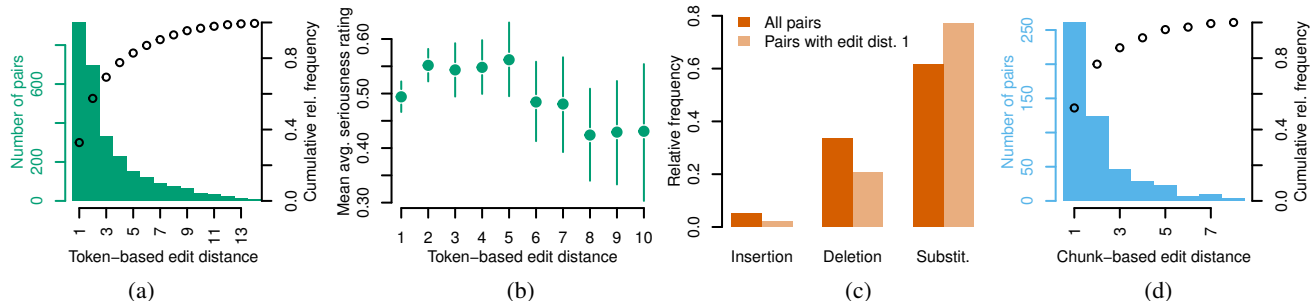 Number of pairs
0
200
600
1
3
5
7
9
11
13
Token-based edit distance
0.0
0.4
0.8
Cumulative rel. frequency
(a)
Mean avg. seriousness rating
0.30
0.40
0.50
0.60
1 2 3 4 5 6 7 8 9 10
Token-based edit distance
(b)
Relative frequency
0.0
0.2
0.4
0.6
0.8
All pairs
Pairs with edit dist. 1
Insertion Deletion Substit.
(c)
Number of pairs
0
50
150
250
1
3
5
7
Chunk-based edit distance
0.0
0.4
0.8
Cumulative rel. frequency
(d)